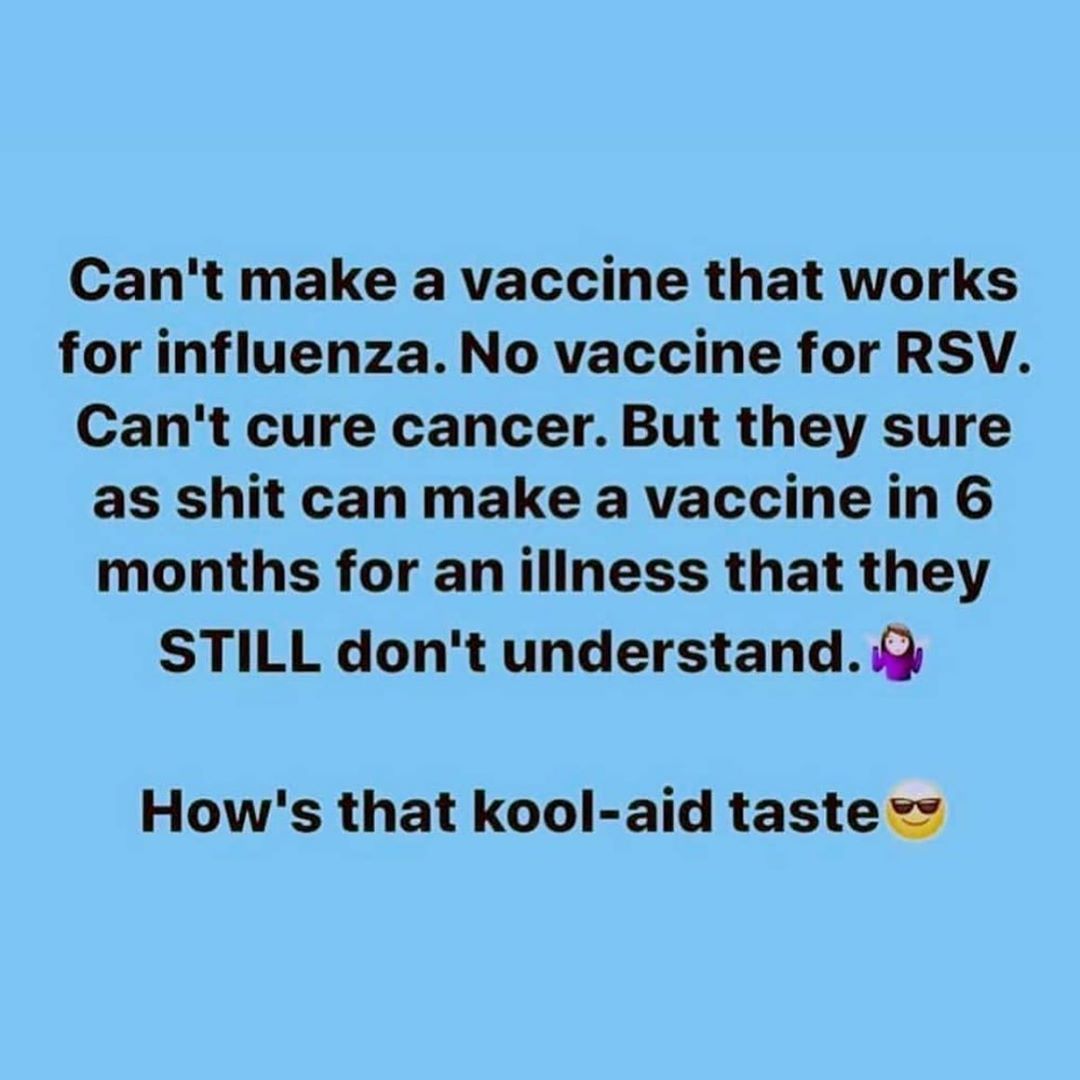 Can't make a vaccine that works
for influenza. No vaccine for RSV.
Can't cure cancer. But they sure
as shit can make a vaccine in 6
months for an illness that they
STILL don't understand.🤷‍♀️
How's that kool-aid taste😎